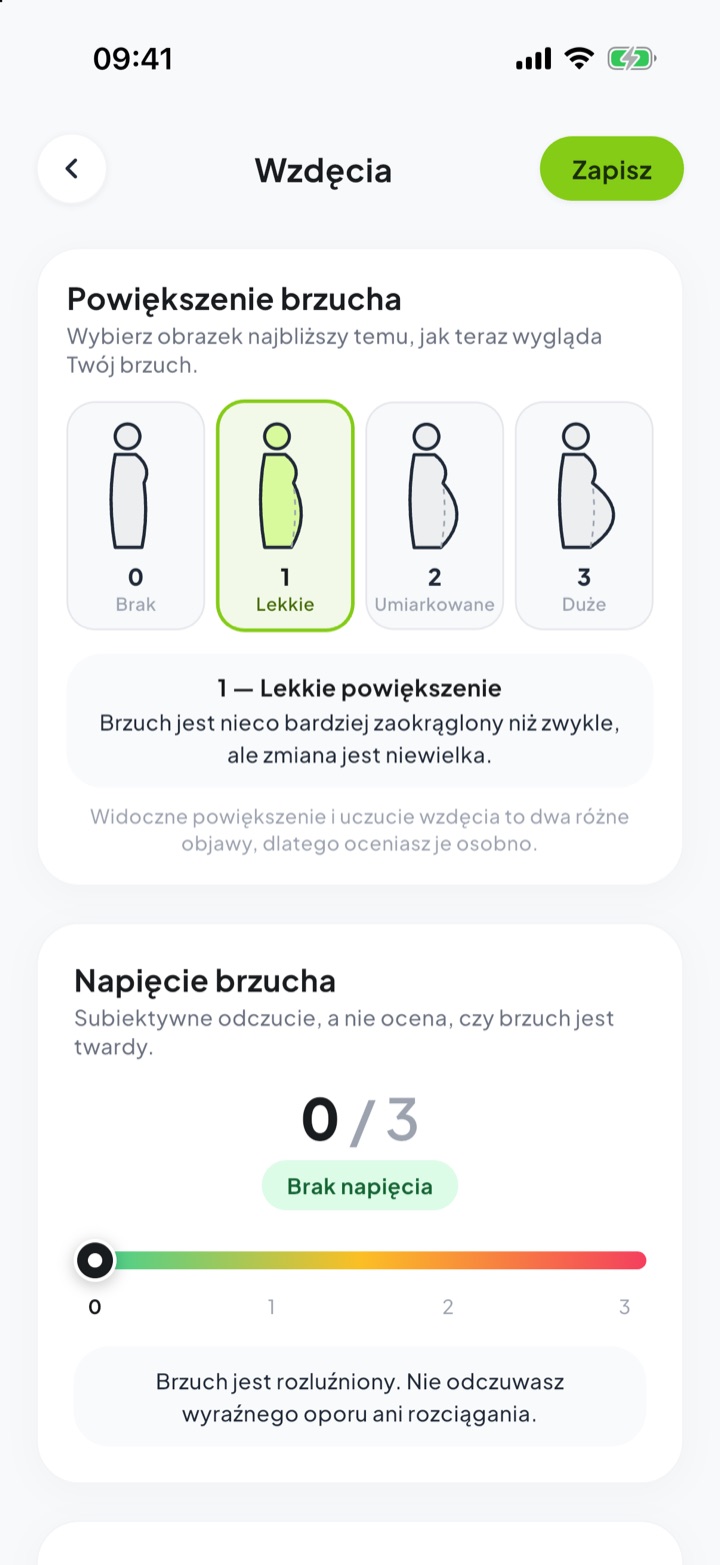 09:41
Wzdęcia
Zapisz
Powiększenie brzucha
Wybierz obrazek najbliższy temu, jak teraz wygląda
Twój brzuch.
0
Brak
1
Lekkie
2
Umiarkowane
3
Duże
1 — Lekkie powiększenie
Brzuch jest nieco bardziej zaokrąglony niż zwykle,
ale zmiana jest niewielka.
Widoczne powiększenie i uczucie wzdęcia to dwa różne
objawy, dlatego oceniasz je osobno.
Napięcie brzucha
Subiektywne odczucie, a nie ocena, czy brzuch jest
twardy.
0 / 3
Brak napięcia
0 1 2 3
Brzuch jest rozluźniony. Nie odczuwasz
wyraźnego oporu ani rozciągania.